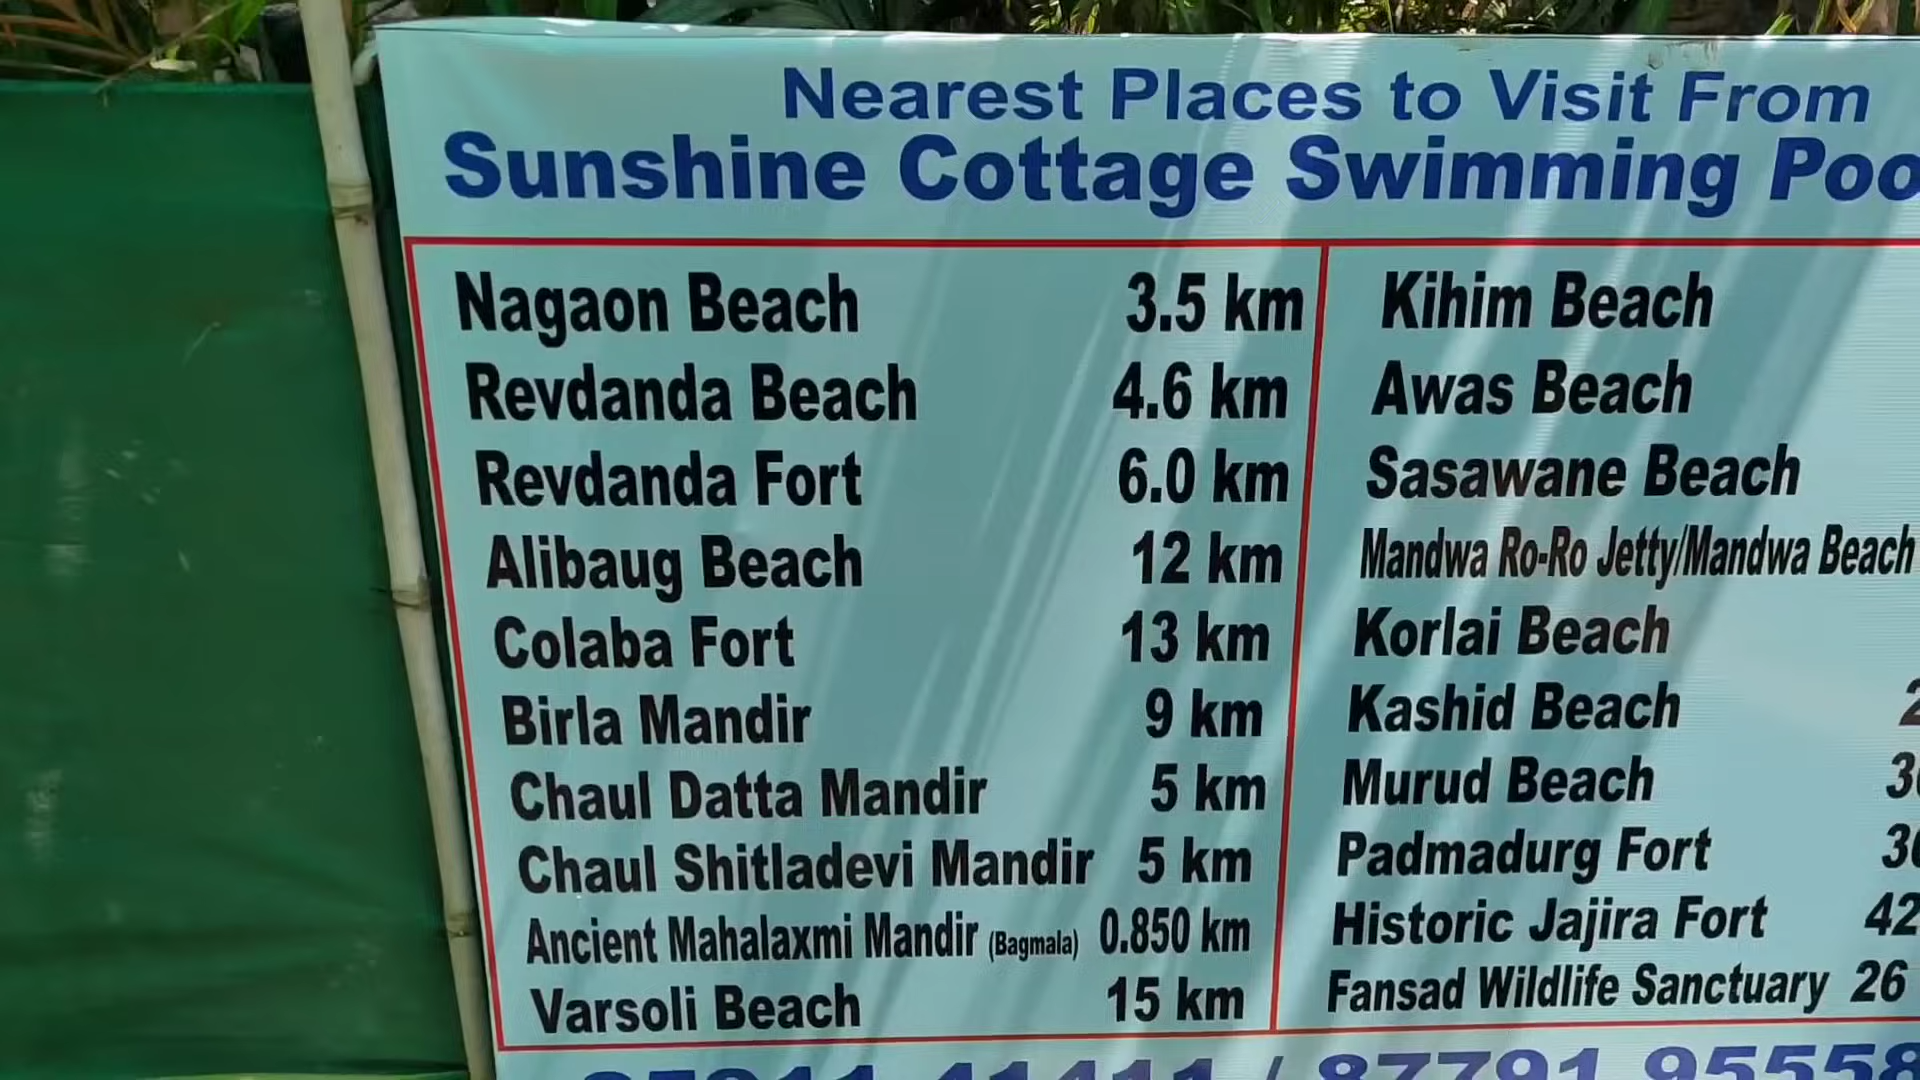 Nearest Places to Visit From
Sunshine Cottage Swimming
Nagaon Beach 3.5 km
Revdanda Beach 4.6 km
Revdanda Fort 6.0 km
Alibaug Beach 12 km
Colaba Fort 13 km
Birla Mandir 9 km
Chaul Datta Mandir 5 km
Chaul Shitladevi Mandir 5 km
Ancient Mahalaxmi Mandir (Bagmala) 0.850 km
Varsoli Beach 15 km
Kihim Beach
Awas Beach
Sasawane Beach
Mandwa Ro-Ro Jetty/Mandwa Beach
Korlai Beach
Kashid Beach
Murud Beach
Padmadurg Fort
Historic Jajira Fort 42
Fansad Wildlife Sanctuary 26